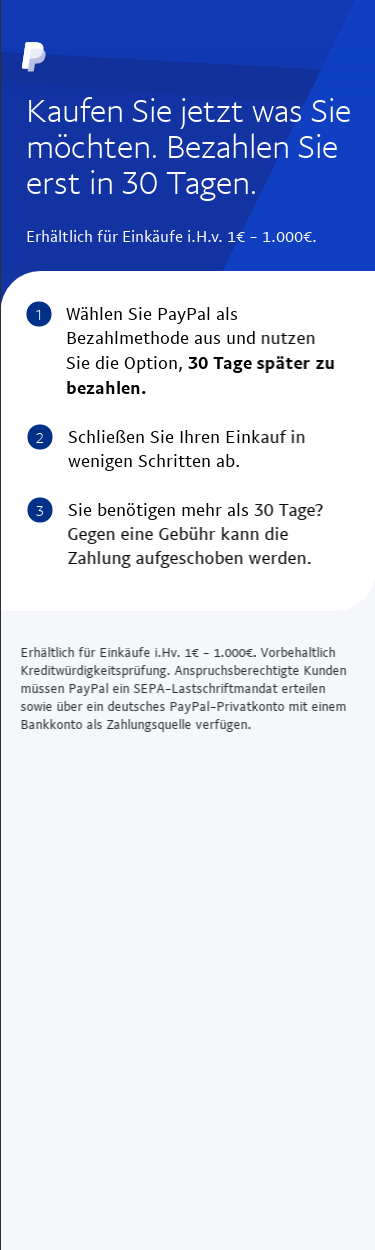 Kaufen Sie jetzt was Sie
möchten. Bezahlen Sie
erst in 30 Tagen.
Erhältlich für Einkäufe i.H.v. 1€ – 1.000€.
1 Wählen Sie PayPal als
Bezahlmethode aus und nutzen
Sie die Option, 30 Tage später zu
bezahlen.
2 Schließen Sie Ihren Einkauf in
wenigen Schritten ab.
3 Sie benötigen mehr als 30 Tage?
Gegen eine Gebühr kann die
Zahlung aufgeschoben werden.
Erhältlich für Einkäufe i.Hv. 1€ – 1.000€. Vorbehaltlich
Kreditwürdigkeitsprüfung. Anspruchsberechtigte Kunden
müssen PayPal ein SEPA-Lastschriftmandat erteilen
sowie über ein deutsches PayPal-Privatkonto mit einem
Bankkonto als Zahlungsquelle verfügen.